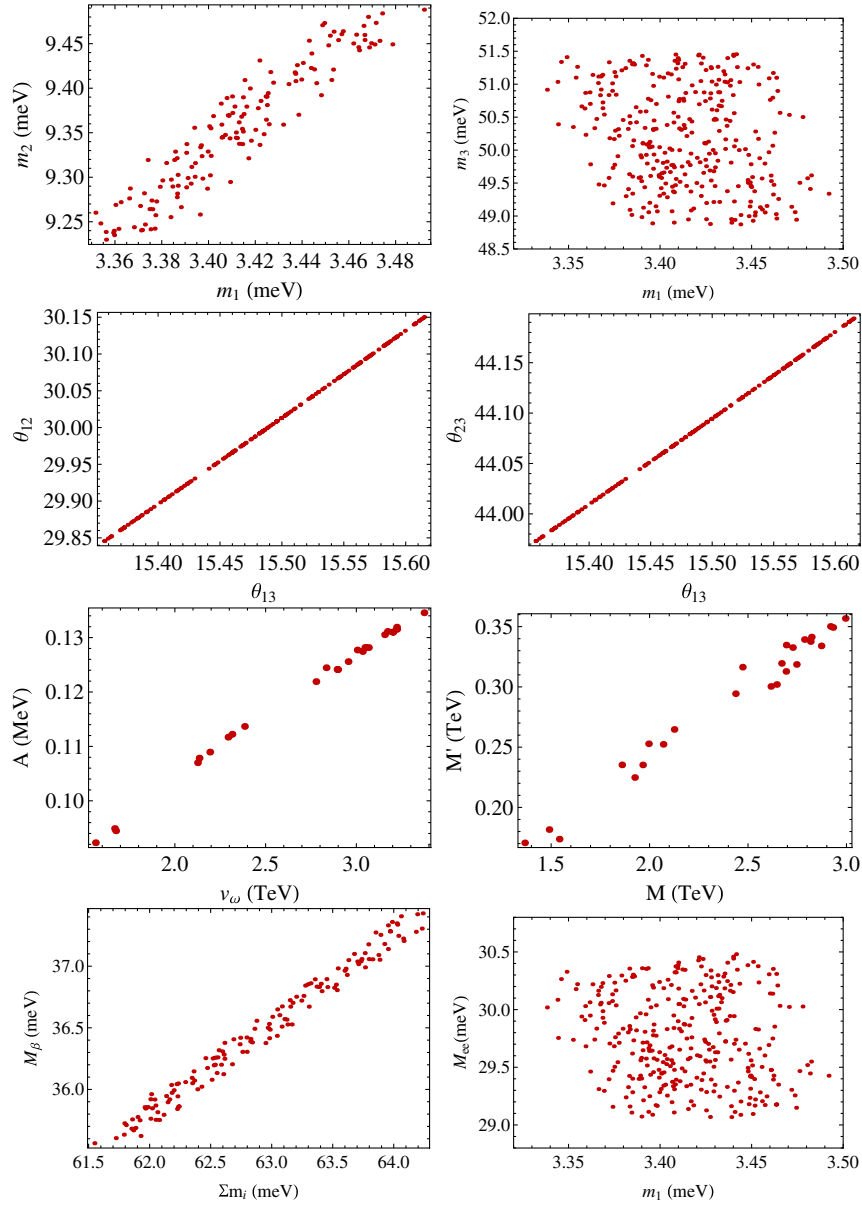 9.45
9.40
9.35
9.30
9.25
m₂ (meV)
3.36 3.38 3.40 3.42 3.44 3.46 3.48
m₁ (meV)
52.0
51.5
51.0
50.5
50.0
49.5
49.0
48.5
m₃ (meV)
3.35 3.40 3.45 3.50
m₁ (meV)
30.15
30.10
30.05
30.00
29.95
29.90
29.85
θ₁₂
15.40 15.45 15.50 15.55 15.60
θ₁₃
44.15
44.10
44.05
44.00
θ₂₃
15.40 15.45 15.50 15.55 15.60
θ₁₃
0.13
0.12
0.11
0.10
A (MeV)
2.0 2.5 3.0
v_ω (TeV)
0.35
0.30
0.25
0.20
M' (TeV)
1.5 2.0 2.5 3.0
M (TeV)
37.0
36.5
36.0
M_β (meV)
61.5 62.0 62.5 63.0 63.5 64.0
Σmᵢ (meV)
30.5
30.0
29.5
29.0
Mₑₑ(meV)
3.35 3.40 3.45 3.50
m₁ (meV)